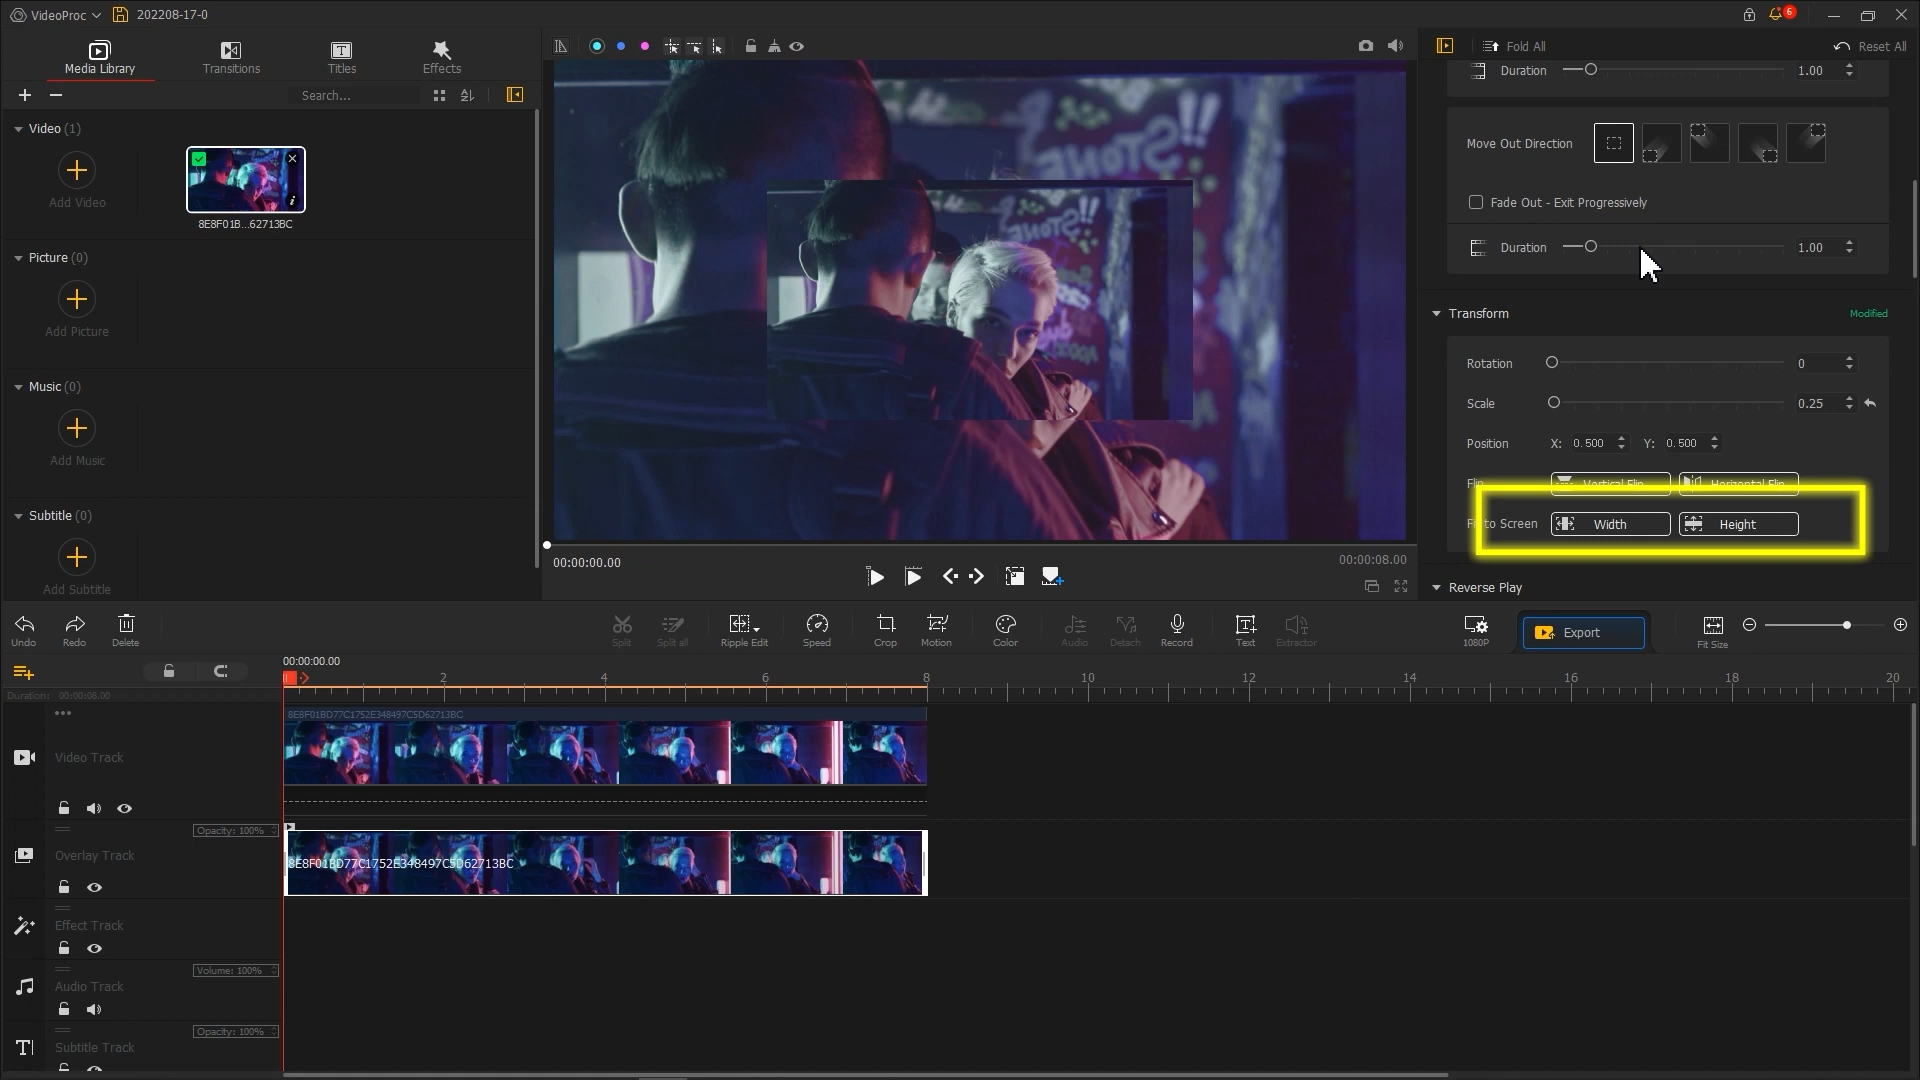 VideoProc
202208-17-0
6
Media Library
Transitions
Titles
Effects
Fold All
Reset All
Search...
Duration 1.00
Video (1)
Move Out Direction
Add Video
8E8F01B...62713BC
Fade Out - Exit Progressively
Duration 1.00
Picture (0)
Add Picture
Transform
Modified
Rotation 0
Scale 0.25
Music (0)
Position X: 0.500 Y: 0.500
Add Music
Flip Vertical Flip Horizontal Flip
Subtitle (0)
Fit to Screen Width Height
Add Subtitle
00:00:00.00
00:00:08.00
Reverse Play
STONE
Undo
Redo
Delete
Split
Split all
Ripple Edit
Speed
Crop
Motion
Color
Audio
Detach
Record
Text
Extractor
1080P
Export
Fit Size
00:00:00.00
2 4 6 8 10 12 14 16 18 20
Duration: 00:00:08.00
8E8F01BD77C1752E348497C5D62713BC
Video Track
Opacity: 100%
Overlay Track
8E8F01BD77C1752E348497C5D62713BC
Effect Track
Volume: 100%
Audio Track
Opacity: 100%
Subtitle Track